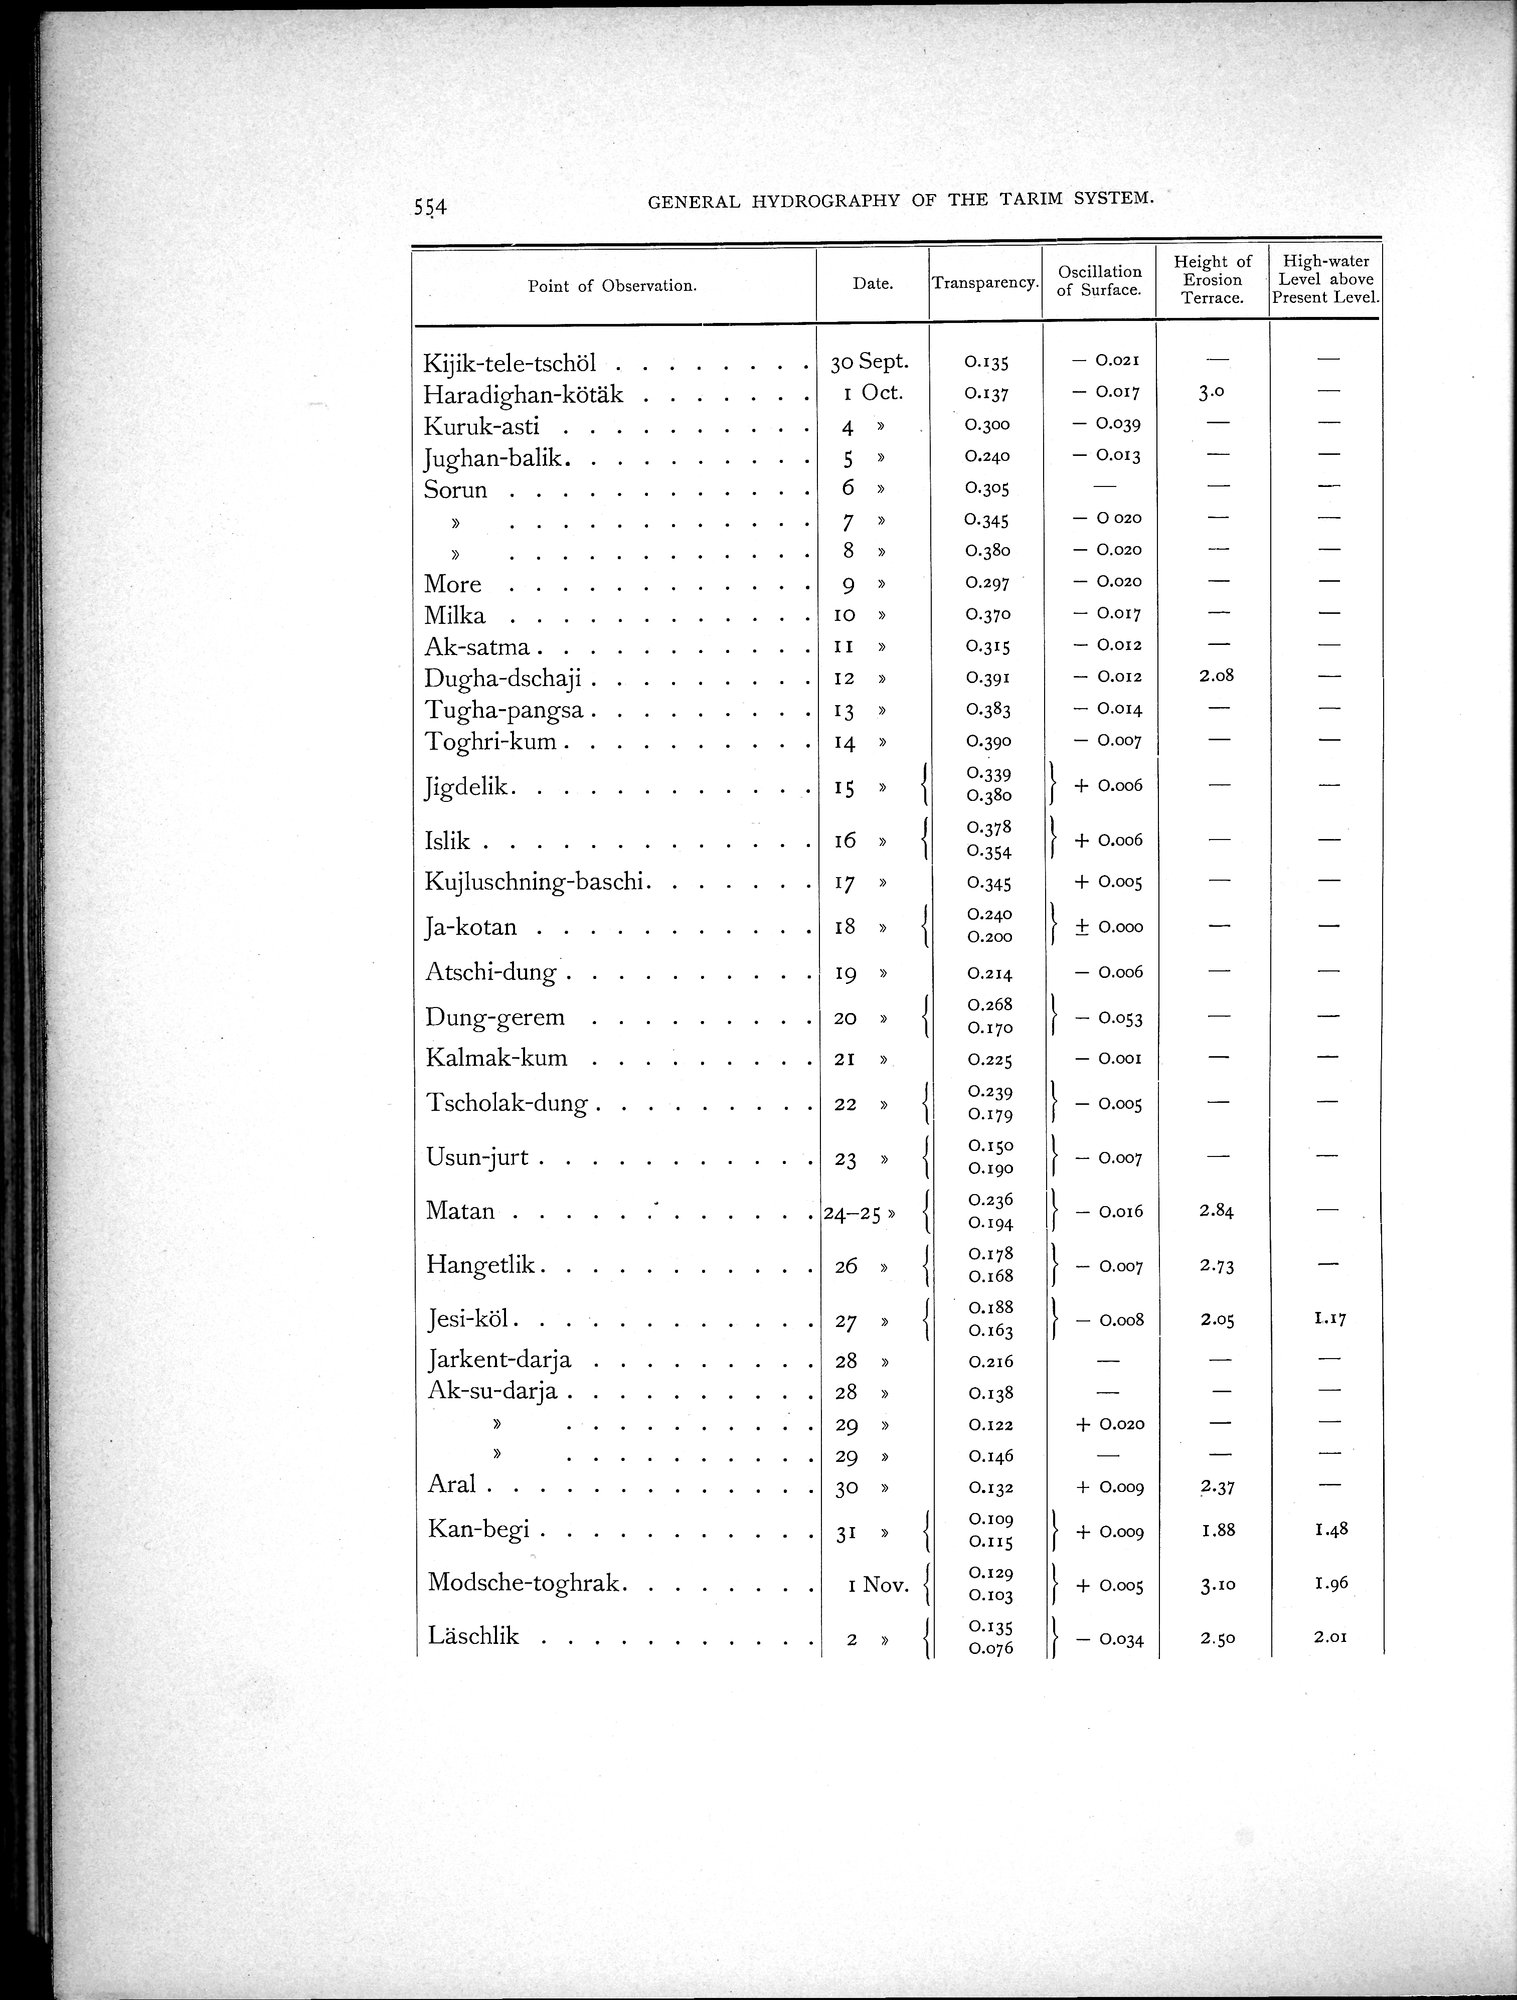 554
GENERAL HYDROGRAPHY OF THE TARIM SYSTEM.
Point of Observation. Date. Transparency. Oscillation of Surface. Height of Erosion Terrace. High-water Level above Present Level.
Kijik-tele-tschöl . . . . . . . . 30 Sept. 0.135 — 0.021 — —
Haradighan-kötäk . . . . . . . 1 Oct. 0.137 — 0.017 3.0 —
Kuruk-asti . . . . . . . . . . 4 » 0.300 — 0.039 — —
Jughan-balik. . . . . . . . . . 5 » 0.240 — 0.013 — —
Sorun . . . . . . . . . . . . 6 » 0.305 — — —
» . . . . . . . . . . . . 7 » 0.345 — 0 020 — —
» . . . . . . . . . . . . 8 » 0.380 — 0.020 — —
More . . . . . . . . . . . . 9 » 0.297 — 0.020 — —
Milka . . . . . . . . . . . . 10 » 0.370 — 0.017 — —
Ak-satma . . . . . . . . . . . 11 » 0.315 — 0.012 — —
Dugha-dschaji . . . . . . . . . 12 » 0.391 — 0.012 2.08 —
Tugha-pangsa . . . . . . . . . 13 » 0.383 — 0.014 — —
Toghri-kum . . . . . . . . . . 14 » 0.390 — 0.007 — —
Jigdelik. . . . . . . . . . . . 15 » { 0.339 0.380 } + 0.006 — —
Islik . . . . . . . . . . . . . 16 » { 0.378 0.354 } + 0.006 — —
Kujluschning-baschi. . . . . . . 17 » 0.345 + 0.005 — —
Ja-kotan . . . . . . . . . . . 18 » { 0.240 0.200 } ± 0.000 — —
Atschi-dung . . . . . . . . . . 19 » 0.214 — 0.006 — —
Dung-gerem . . . . . . . . . 20 » { 0.268 0.170 } — 0.053 — —
Kalmak-kum . . . . . . . . . 21 » 0.225 — 0.001 — —
Tscholak-dung . . . . . . . . . 22 » { 0.239 0.179 } — 0.005 — —
Usun-jurt . . . . . . . . . . . 23 » { 0.150 0.190 } — 0.007 — —
Matan . . . . . . . . . . . . 24–25 » { 0.236 0.194 } — 0.016 2.84 —
Hangetlik . . . . . . . . . . . 26 » { 0.178 0.168 } — 0.007 2.73 —
Jesi-köl . . . . . . . . . . . . 27 » { 0.188 0.163 } — 0.008 2.05 1.17
Jarkent-darja . . . . . . . . . 28 » 0.216 — — —
Ak-su-darja . . . . . . . . . . 28 » 0.138 — — —
» . . . . . . . . . . 29 » 0.122 + 0.020 — —
» . . . . . . . . . . 29 » 0.146 — — —
Aral . . . . . . . . . . . . . 30 » 0.132 + 0.009 2.37 —
Kan-begi . . . . . . . . . . . 31 » { 0.109 0.115 } + 0.009 1.88 1.48
Modsche-toghrak. . . . . . . . 1 Nov. { 0.129 0.103 } + 0.005 3.10 1.96
Läschlik . . . . . . . . . . . 2 » { 0.135 0.076 } — 0.034 2.50 2.01